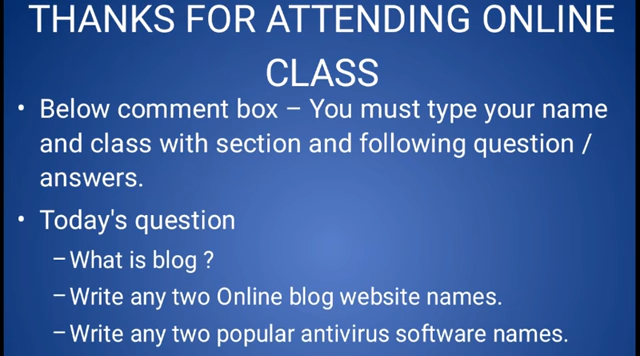 THANKS FOR ATTENDING ONLINE
CLASS
• Below comment box – You must type your name
and class with section and following question /
answers.
• Today's question
–What is blog ?
–Write any two Online blog website names.
–Write any two popular antivirus software names.